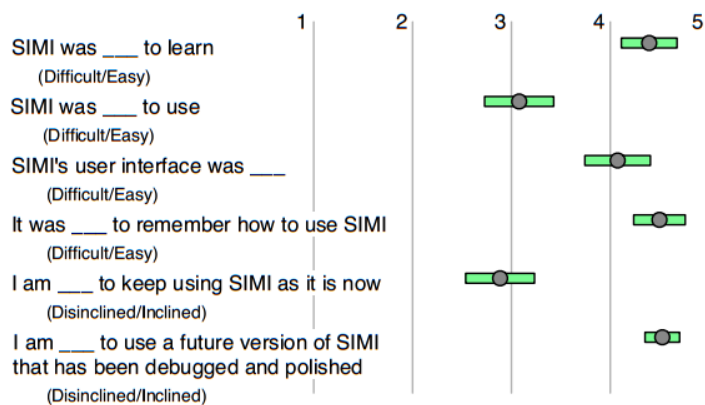 1 2 3 4 5
SIMI was ___ to learn
(Difficult/Easy)
SIMI was ___ to use
(Difficult/Easy)
SIMI's user interface was ___
(Difficult/Easy)
It was ___ to remember how to use SIMI
(Difficult/Easy)
I am ___ to keep using SIMI as it is now
(Disinclined/Inclined)
I am ___ to use a future version of SIMI
that has been debugged and polished
(Disinclined/Inclined)